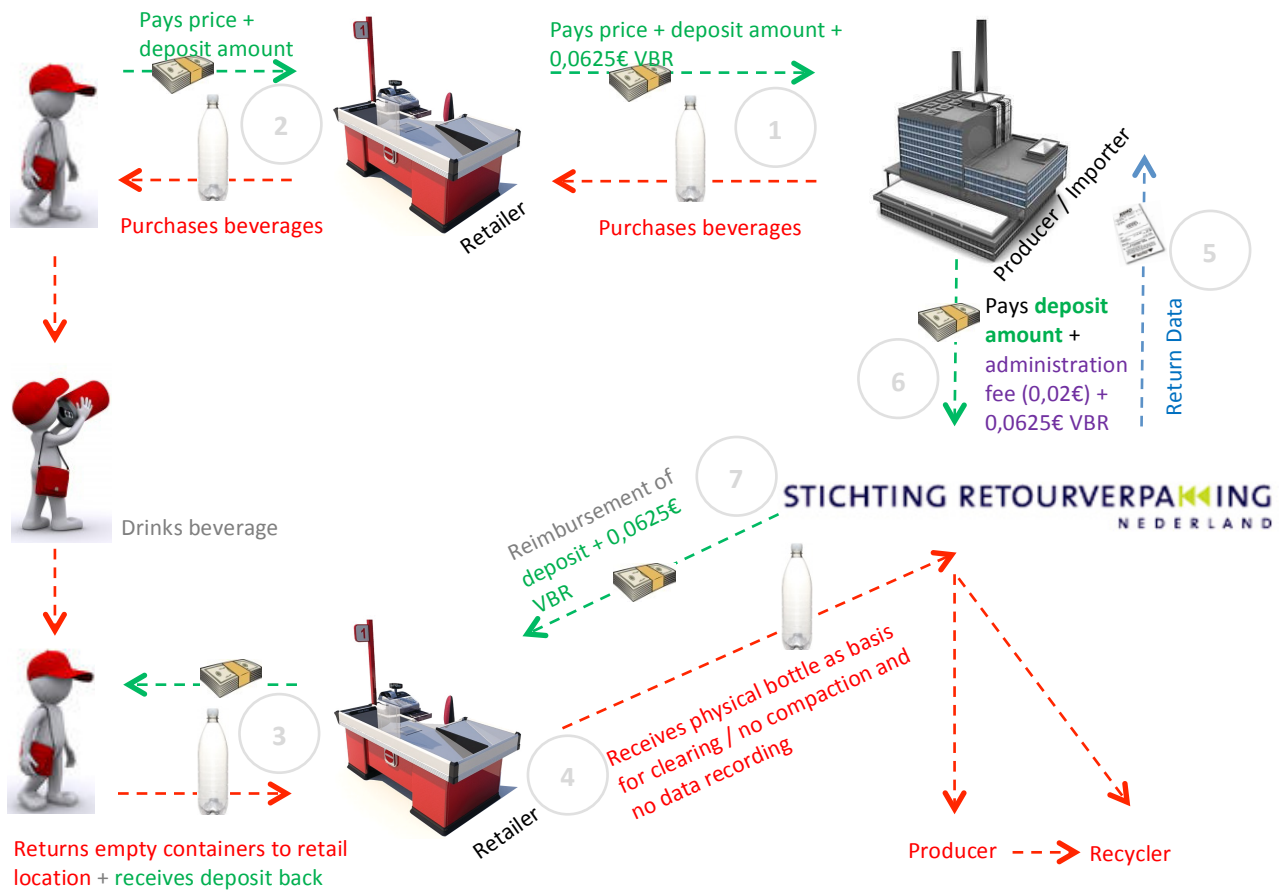 Pays price +
deposit amount
1
2
Purchases beverages
Retailer
Pays price + deposit amount +
0,0625€ VBR
1
Purchases beverages
Producer / Importer
5
Return Data
Pays deposit
amount +
administration
fee (0,02€) +
0,0625€ VBR
6
Drinks beverage
7
Reimbursement of
deposit + 0,0625€
VBR
STICHTING RETOURVERPAKKING
NEDERLAND
1
3
Retailer
4
Receives physical bottle as basis
for clearing / no compaction and
no data recording
Returns empty containers to retail
location + receives deposit back
Producer
Recycler